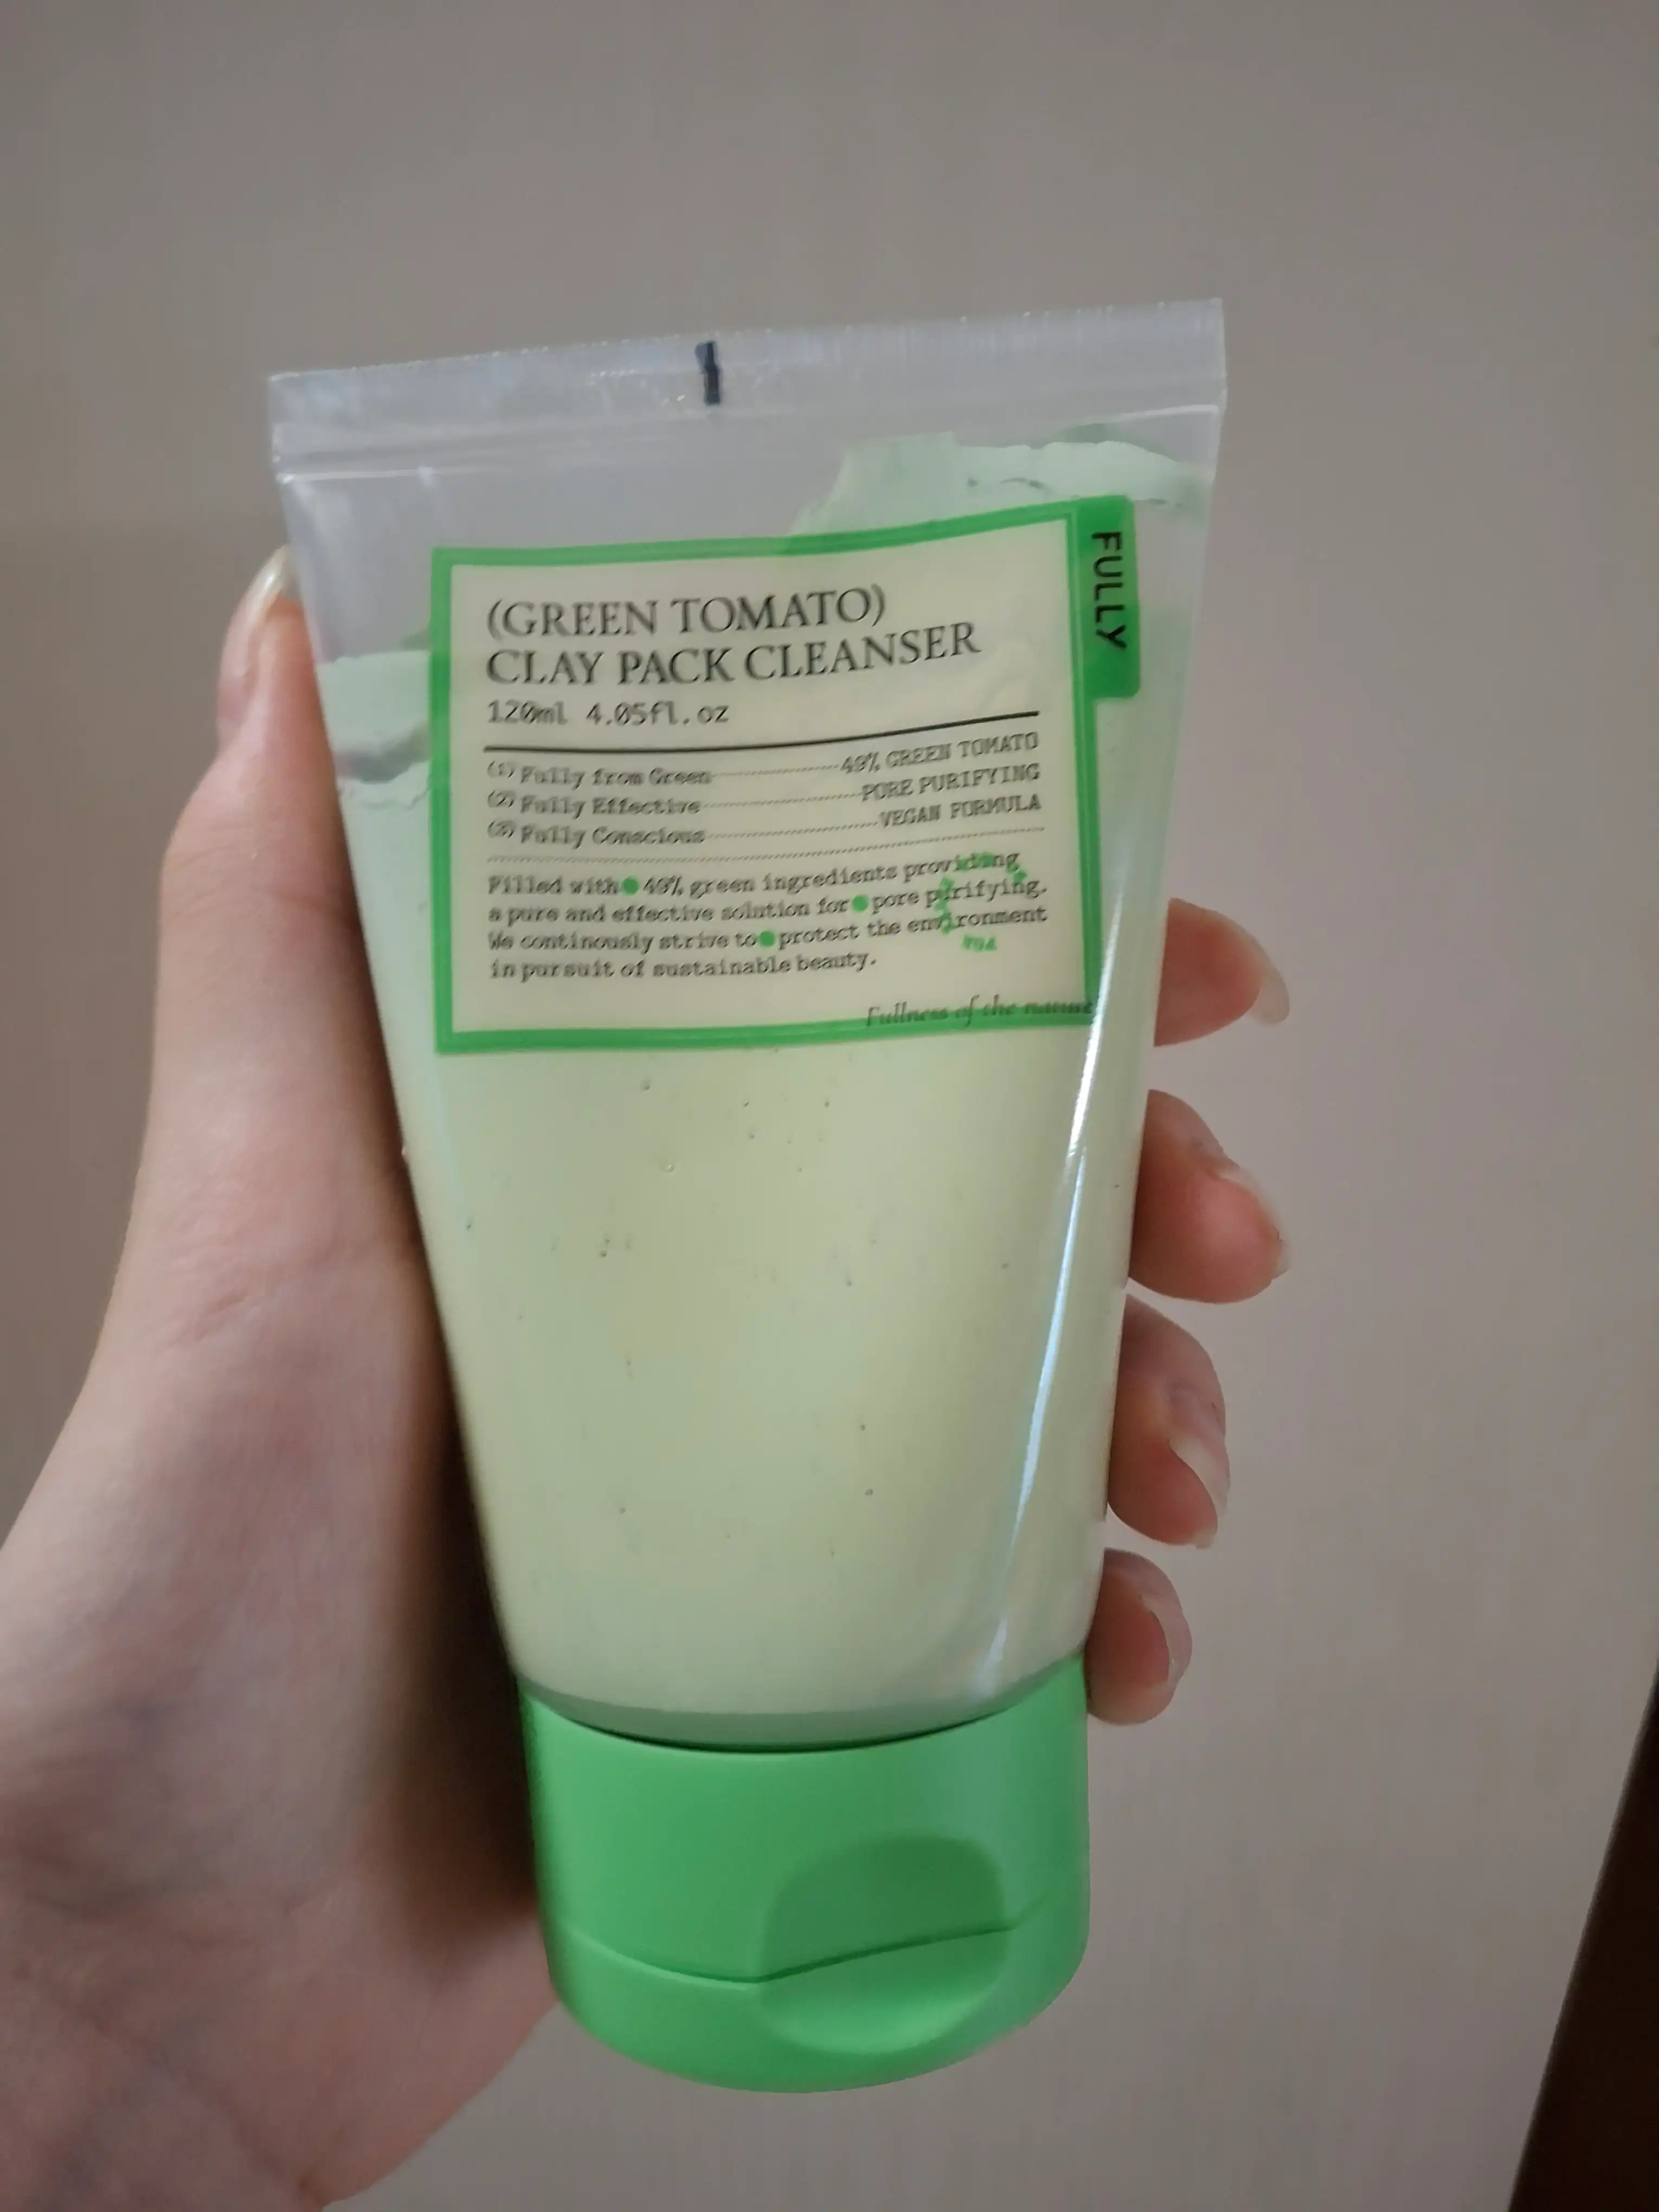 FULLY
(GREEN TOMATO)
CLAY PACK CLEANSER
120ml 4.05fl.oz
(1) Fully from Green 49% GREEN TOMATO
(2) Fully Effective PORE PURIFYING
(3) Fully Conscious VEGAN FORMULA
Filled with 49% green ingredients providing
a pure and effective solution for pore purifying.
We continously strive to protect the environment
in pursuit of sustainable beauty.
Fullness of the nature